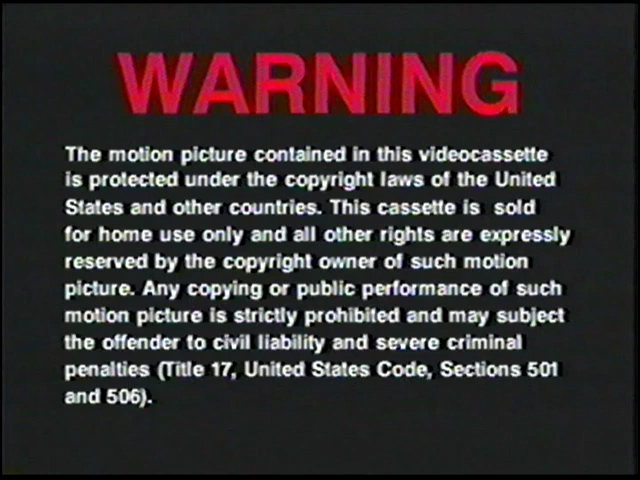 WARNING
The motion picture contained in this videocassette
is protected under the copyright laws of the United
States and other countries. This cassette is sold
for home use only and all other rights are expressly
reserved by the copyright owner of such motion
picture. Any copying or public performance of such
motion picture is strictly prohibited and may subject
the offender to civil liability and severe criminal
penalties (Title 17, United States Code, Sections 501
and 506).